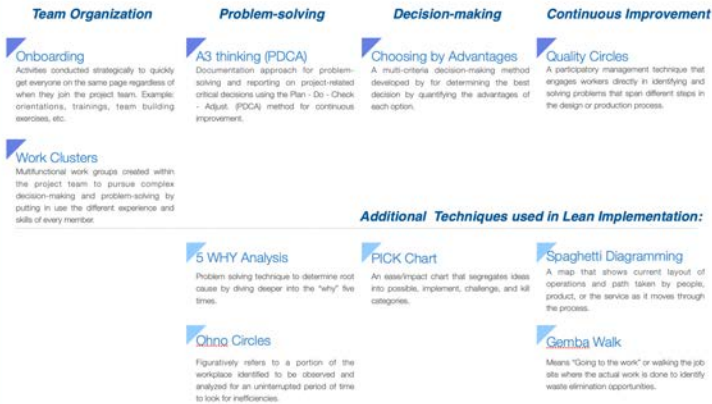 Team Organization
Problem-solving
Decision-making
Continuous Improvement
Onboarding
Activities conducted strategically to quickly
get everyone on the same page regardless of
when they join the project team. Example:
orientations, trainings, team building
exercises, etc.
Work Clusters
Multifunctional work groups created within
the project team to pursue complex
decision-making and problem-solving by
putting in use the different experience and
skills of every member.
A3 thinking (PDCA)
Documentation approach for problem-
solving and reporting on project-related
critical decisions using the Plan - Do - Check
- Adjust. (PDCA) method for continuous
improvement.
Choosing by Advantages
A multi-criteria decision-making method
developed by for determining the best
decision by quantifying the advantages of
each option.
Quality Circles
A participatory management technique that
engages workers directly in identifying and
solving problems that span different steps in
the design or production process.
Additional Techniques used in Lean Implementation:
5 WHY Analysis
Problem solving technique to determine root
cause by diving deeper into the "why" five
times.
Ohno Circles
Figuratively refers to a portion of the
workplace identified to be observed and
analyzed for an uninterrupted period of time
to look for inefficiencies.
PICK Chart
An ease/impact chart that segregates ideas
into possible, implement, challenge, and kill
categories.
Spaghetti Diagramming
A map that shows current layout of
operations and path taken by people,
product, or the service as it moves through
the process.
Gemba Walk
Means "Going to the work" or walking the job
site where the actual work is done to identify
waste elimination opportunities.